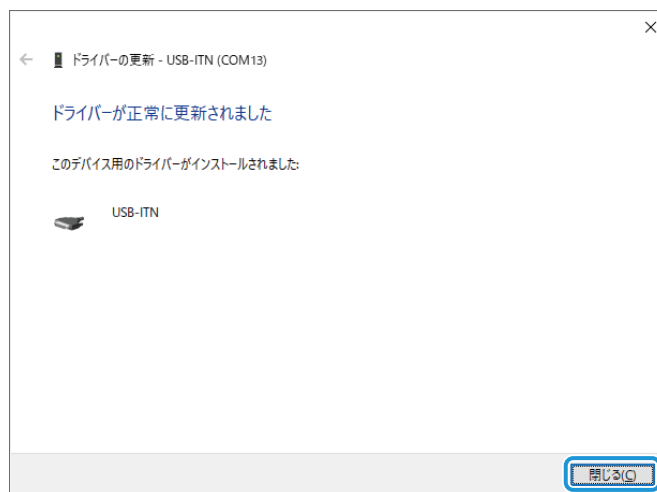 ドライバーの更新 - USB-ITN (COM13)
ドライバーが正常に更新されました
このデバイス用のドライバーがインストールされました:
USB-ITN
閉じる(C)